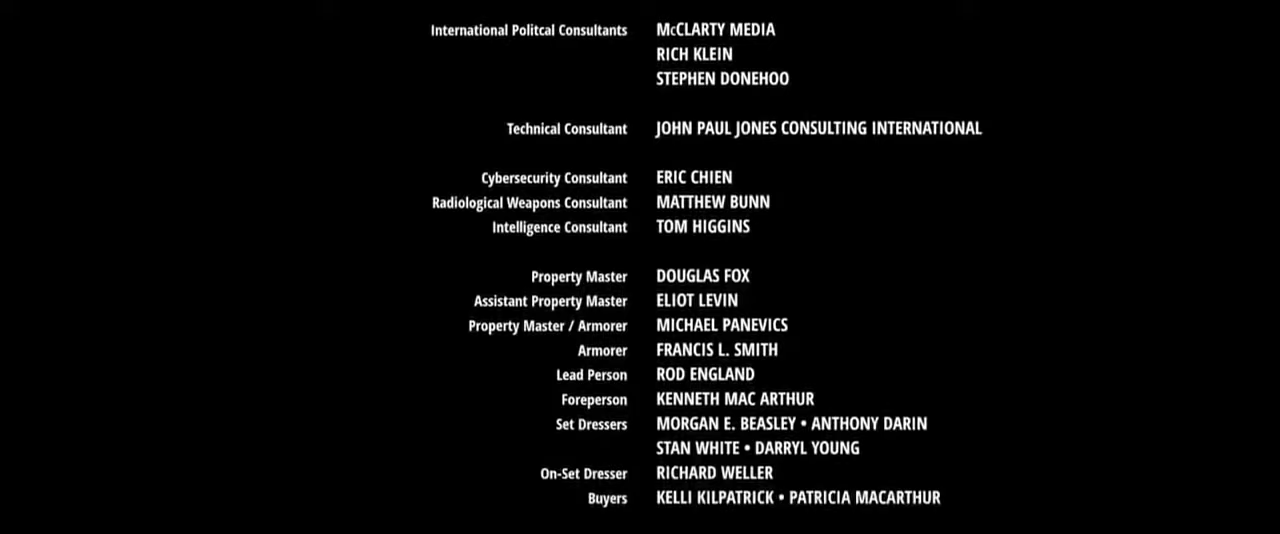 International Politcal Consultants McCLARTY MEDIA
RICH KLEIN
STEPHEN DONEHOO
Technical Consultant JOHN PAUL JONES CONSULTING INTERNATIONAL
Cybersecurity Consultant ERIC CHIEN
Radiological Weapons Consultant MATTHEW BUNN
Intelligence Consultant TOM HIGGINS
Property Master DOUGLAS FOX
Assistant Property Master ELIOT LEVIN
Property Master / Armorer MICHAEL PANEVICS
Armorer FRANCIS L. SMITH
Lead Person ROD ENGLAND
Foreperson KENNETH MAC ARTHUR
Set Dressers MORGAN E. BEASLEY • ANTHONY DARIN
STAN WHITE • DARRYL YOUNG
On-Set Dresser RICHARD WELLER
Buyers KELLI KILPATRICK • PATRICIA MACARTHUR